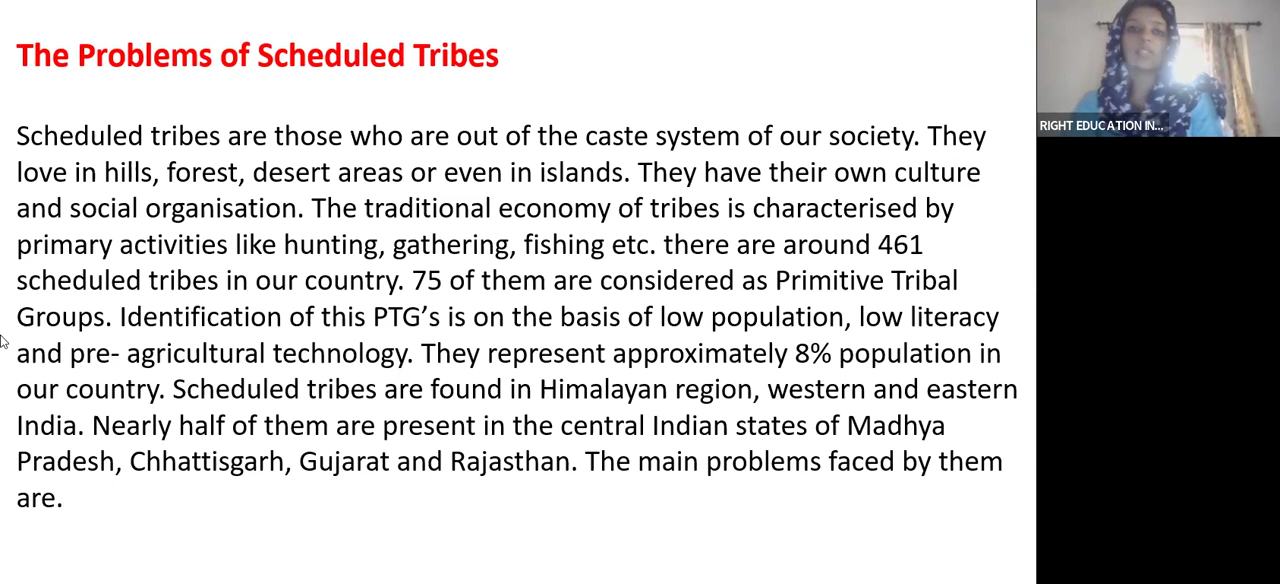 The Problems of Scheduled Tribes
Scheduled tribes are those who are out of the caste system of our society. They
love in hills, forest, desert areas or even in islands. They have their own culture
and social organisation. The traditional economy of tribes is characterised by
primary activities like hunting, gathering, fishing etc. there are around 461
scheduled tribes in our country. 75 of them are considered as Primitive Tribal
Groups. Identification of this PTG’s is on the basis of low population, low literacy
and pre- agricultural technology. They represent approximately 8% population in
our country. Scheduled tribes are found in Himalayan region, western and eastern
India. Nearly half of them are present in the central Indian states of Madhya
Pradesh, Chhattisgarh, Gujarat and Rajasthan. The main problems faced by them
are.
RIGHT EDUCATION IN...